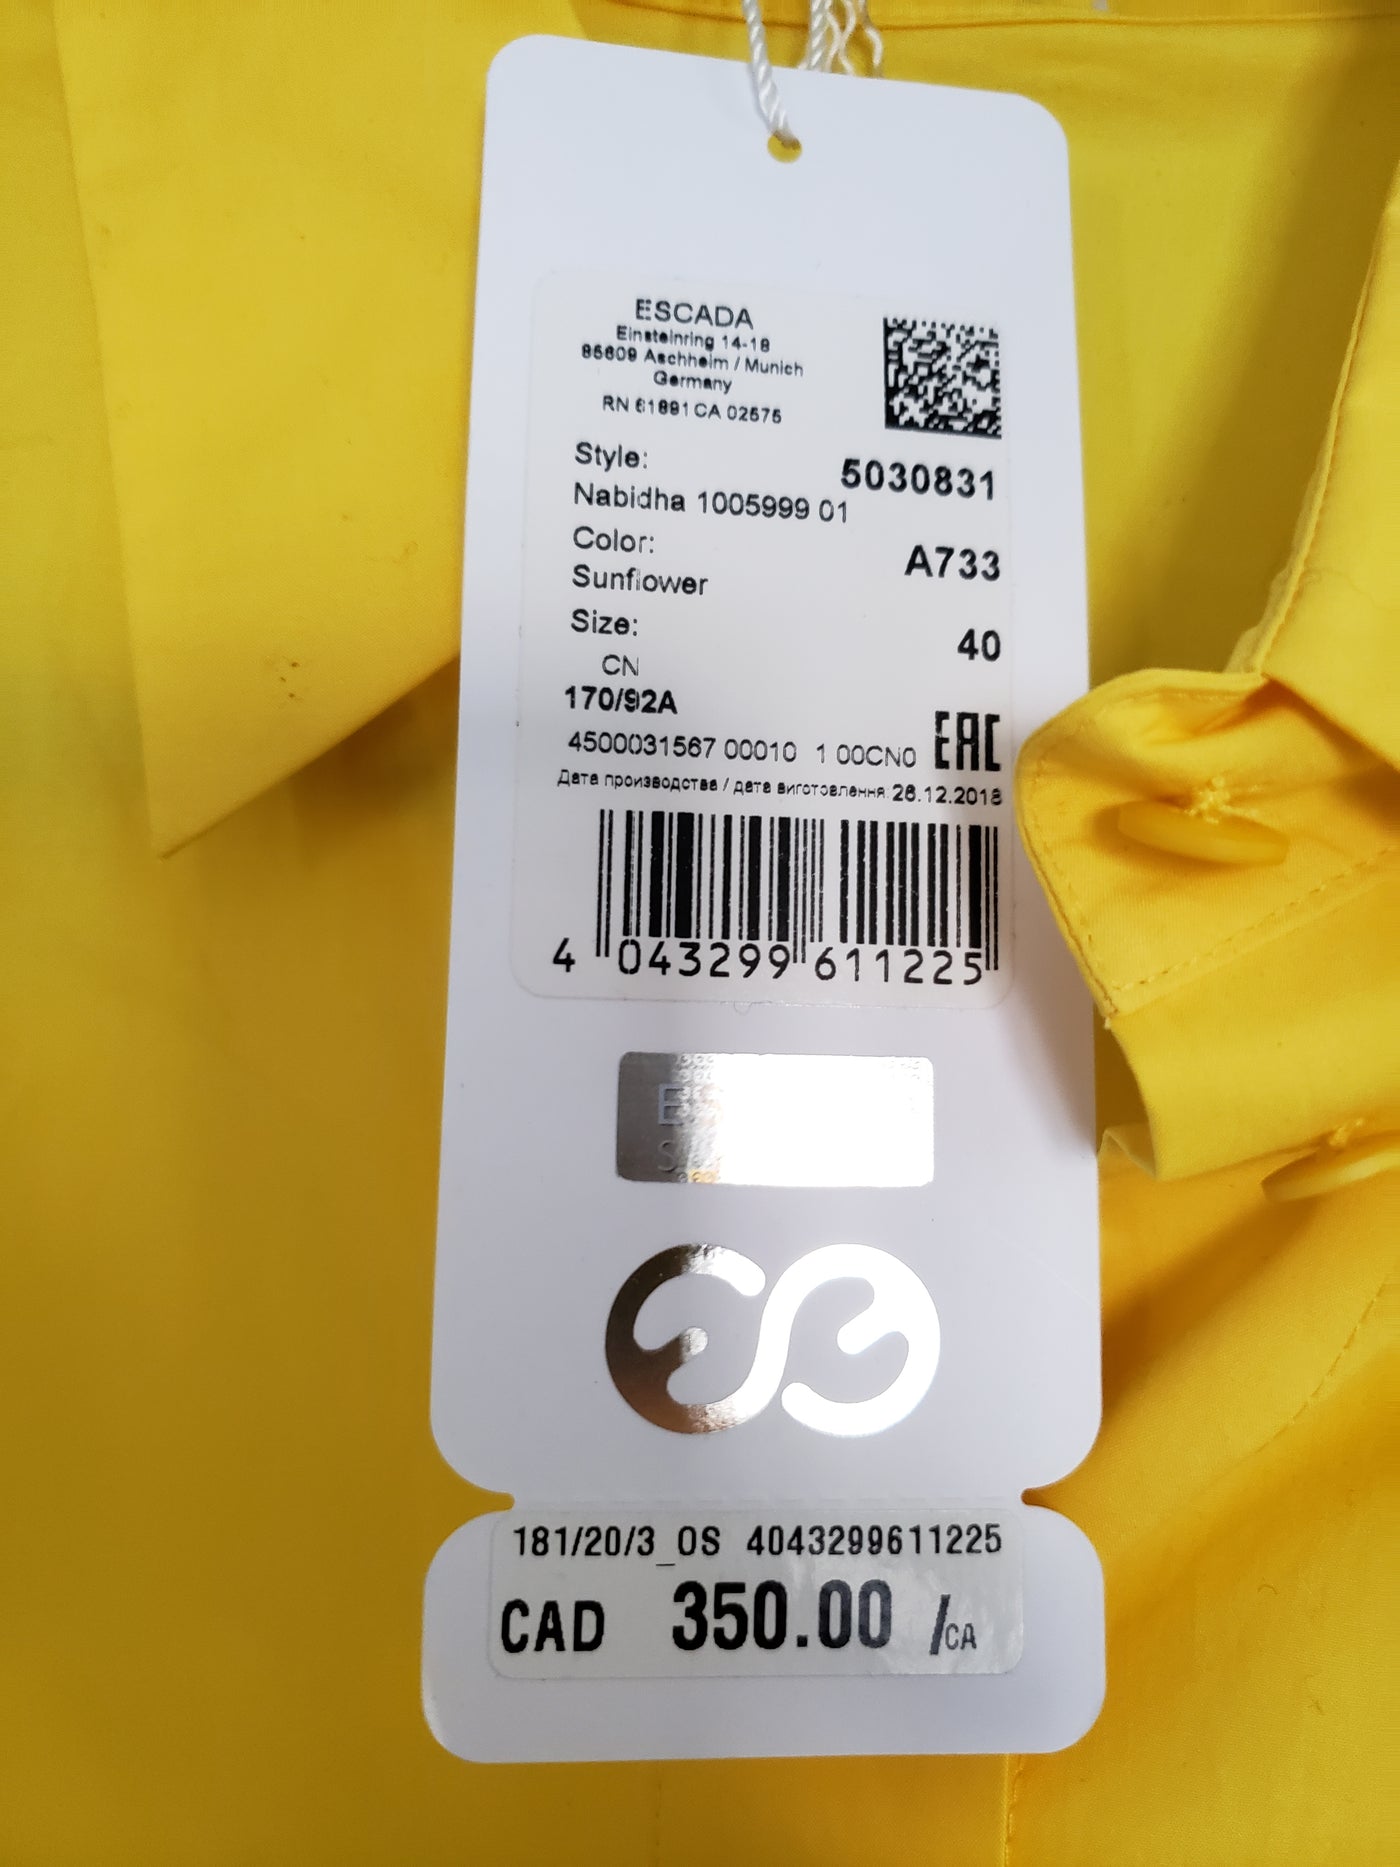 ESCADA
Einsteinring 14-18
85609 Aschheim / Munich
Germany
RN 61891 CA 02575
Style:
5030831
Nabidha 1005999 01
Color:
A733
Sunflower
Size:
40
CN
170/92A
4500031567 00010 1 00CN0
EAC
Дата производства / дата виготовлення: 26.12.2018
4 043299 611225
181/20/3_OS 4043299611225
CAD 350.00 /CA